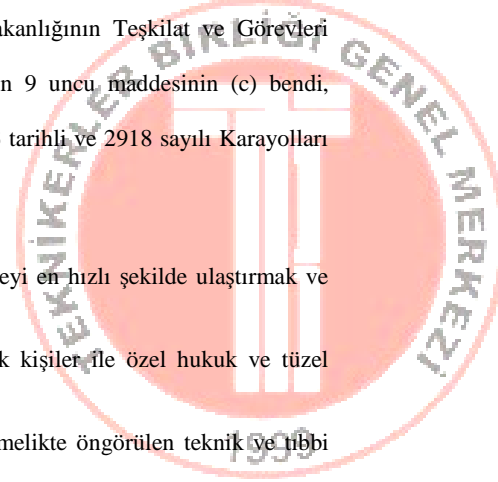 akanlığının Teşkilat ve Görevleri
n 9 uncu maddesinin (c) bendi,
tarihli ve 2918 sayılı Karayolları
eyi en hızlı şekilde ulaştırmak ve
k kişiler ile özel hukuk ve tüzel
melikte öngörülen teknik ve tıbbi
TEKNİKERLER BİRLİĞİ GENEL MERKEZİ
1999